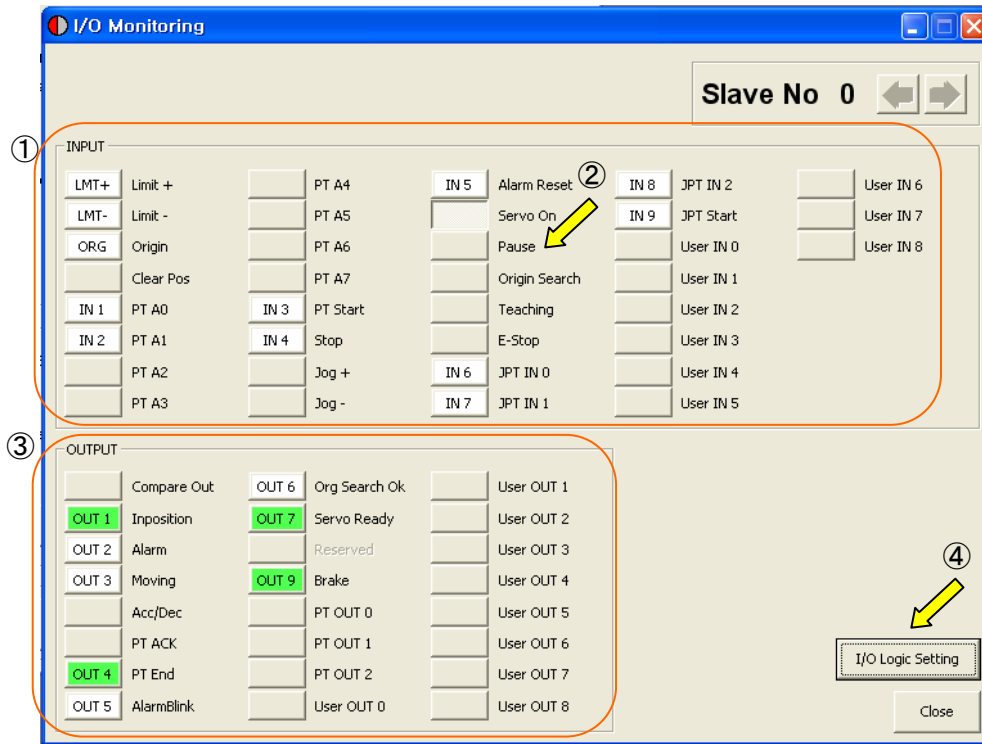 I/O Monitoring
Slave No 0
①
INPUT
②
LMT+ Limit + PT A4 IN 5 Alarm Reset IN 8 JPT IN 2 User IN 6
LMT- Limit - PT A5 Servo On IN 9 JPT Start User IN 7
ORG Origin PT A6 Pause User IN 0 User IN 8
Clear Pos PT A7 Origin Search User IN 1
IN 1 PT A0 IN 3 PT Start Teaching User IN 2
IN 2 PT A1 IN 4 Stop E-Stop User IN 3
PT A2 Jog + IN 6 JPT IN 0 User IN 4
PT A3 Jog - IN 7 JPT IN 1 User IN 5
③
OUTPUT
Compare Out OUT 6 Org Search Ok User OUT 1
OUT 1 Inposition OUT 7 Servo Ready User OUT 2
OUT 2 Alarm Reserved User OUT 3
OUT 3 Moving OUT 9 Brake User OUT 4
Acc/Dec PT OUT 0 User OUT 5
PT ACK PT OUT 1 User OUT 6
OUT 4 PT End PT OUT 2 User OUT 7
OUT 5 AlarmBlink User OUT 0 User OUT 8
④
I/O Logic Setting
Close